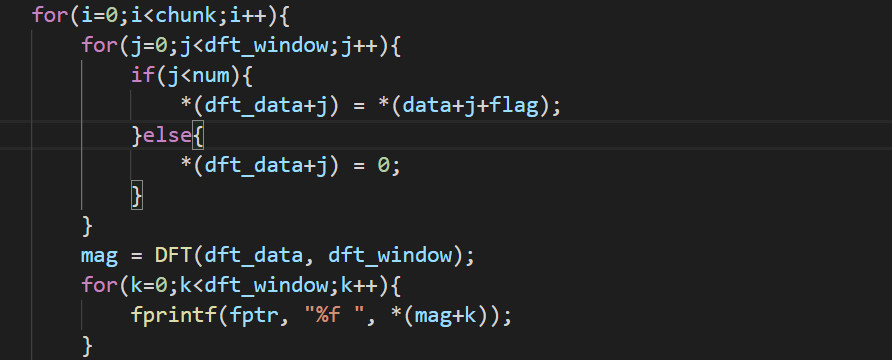 for(i=0;i<chunk;i++){
for(j=0;j<dft_window;j++){
if(j<num){
*(dft_data+j) = *(data+j+flag);
}else{
*(dft_data+j) = 0;
}
}
mag = DFT(dft_data, dft_window);
for(k=0;k<dft_window;k++){
fprintf(fptr, "%f ", *(mag+k));
}